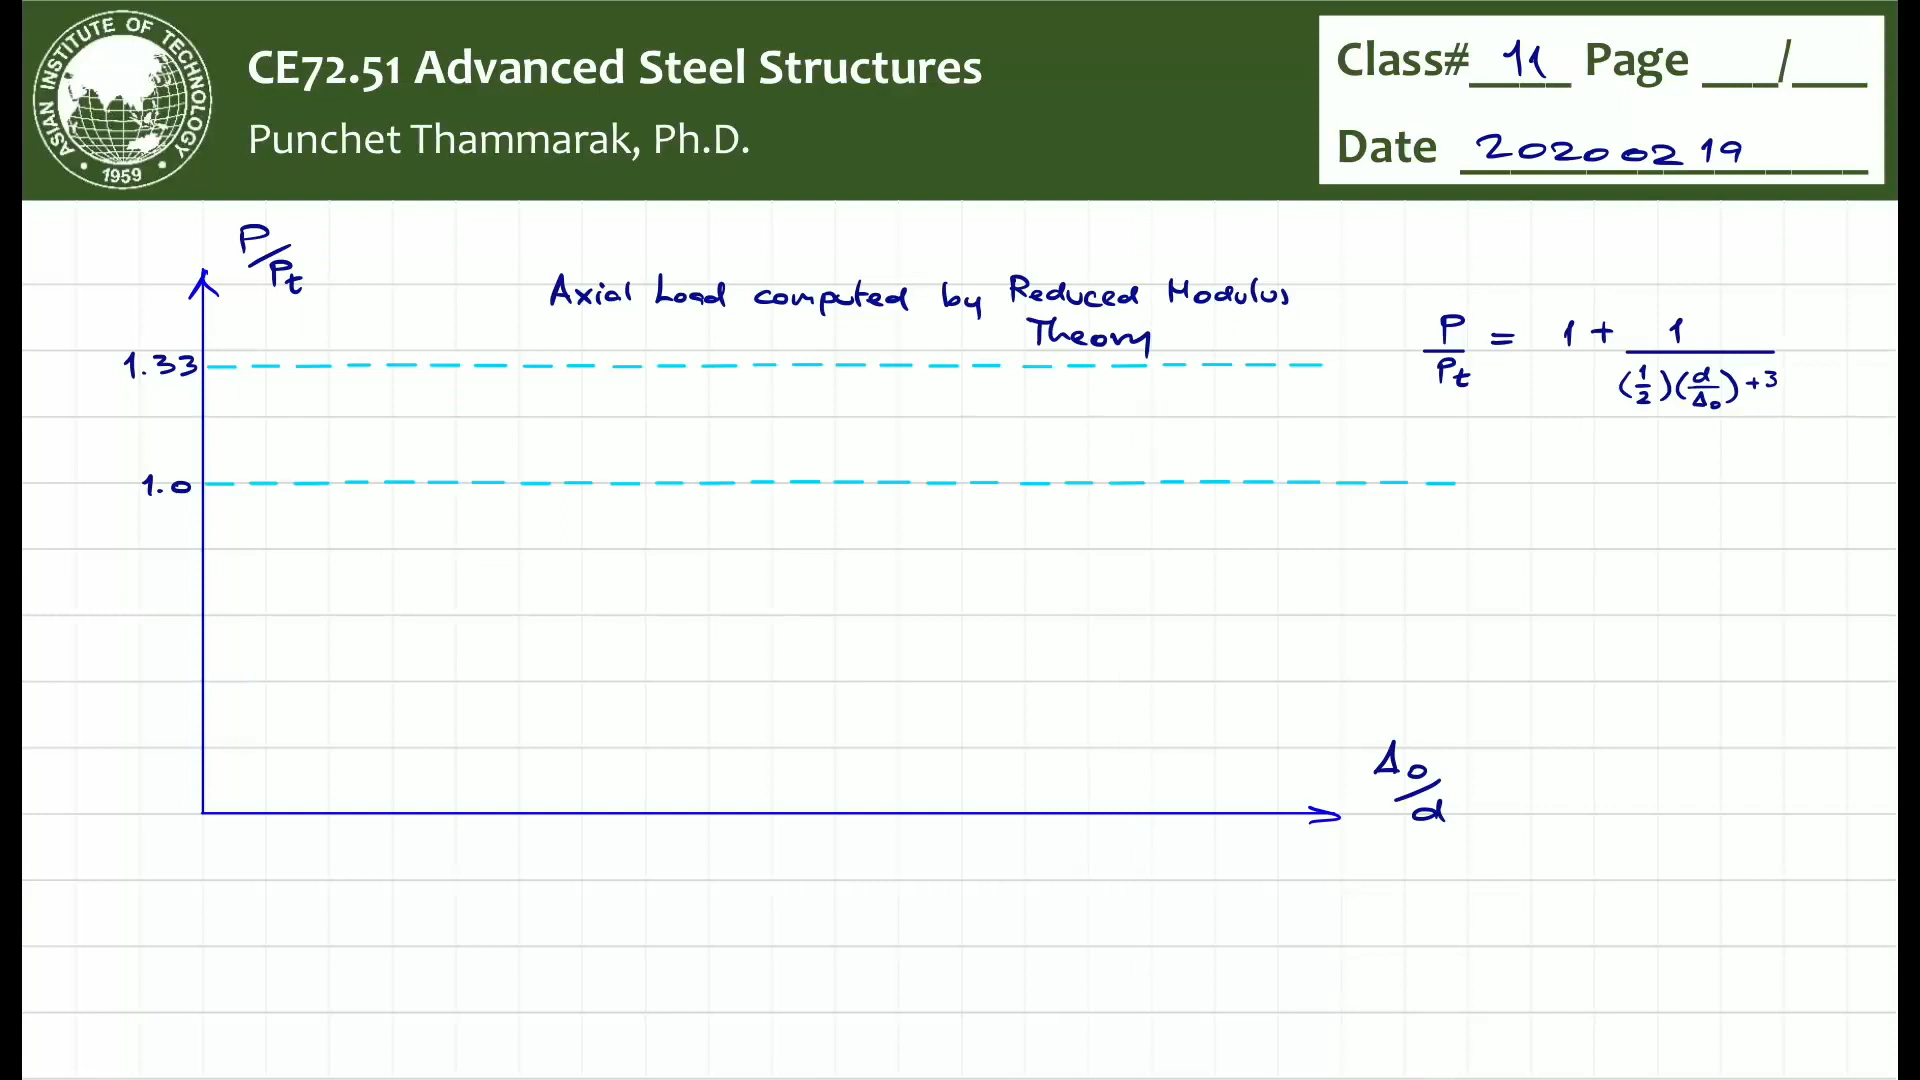 ASIAN INSTITUTE OF TECHNOLOGY
1959
CE72.51 Advanced Steel Structures
Punchet Thammarak, Ph.D.
Class# 11 Page ___/___
Date 20200219
P/Pt
Axial Load computed by Reduced Modulus
Theory
P/Pt = 1 + 1/((1/2)(d/Δo)+3)
1.33
1.0
Δo/d